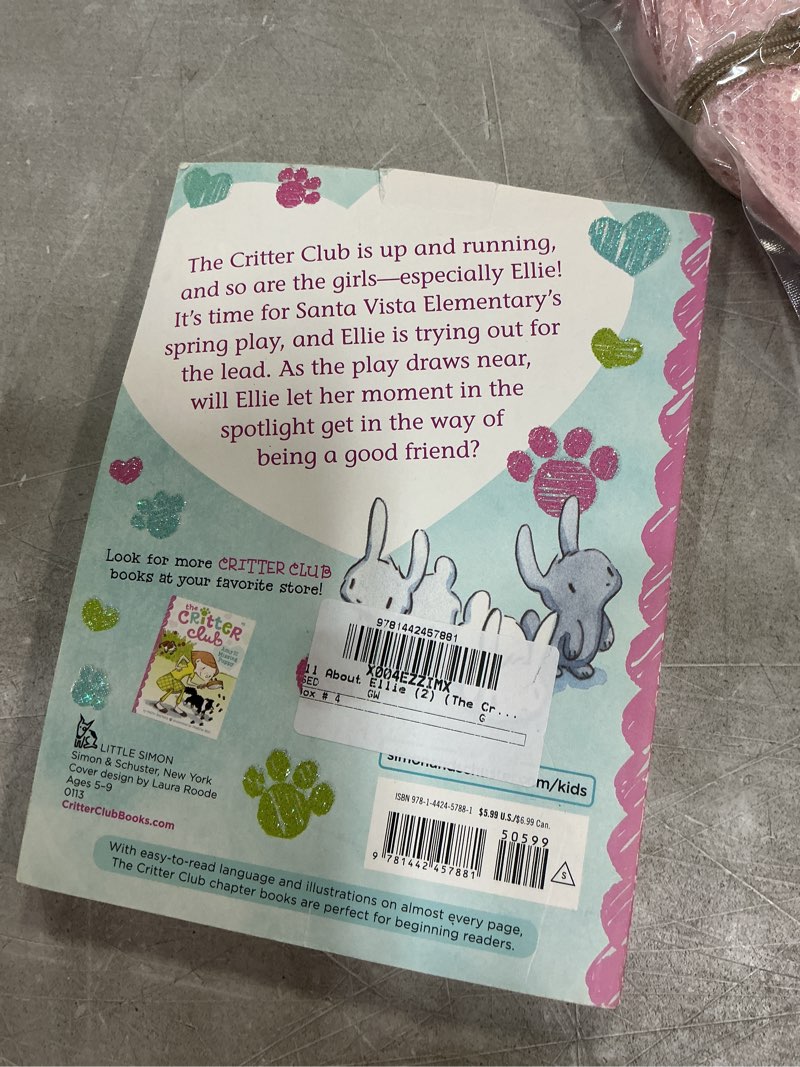 The Critter Club is up and running,
and so are the girls—especially Ellie!
It's time for Santa Vista Elementary's
spring play, and Ellie is trying out for
the lead. As the play draws near,
will Ellie let her moment in the
spotlight get in the way of
being a good friend?
Look for more CRITTER CLUB
books at your favorite store!
the
CRITTER
club
9781442457881
X004EZZIMX
ll About Ellie (2) (The Cr...
SED GW G
ox # 4
m/kids
LITTLE SIMON
Simon & Schuster, New York
Cover design by Laura Roode
Ages 5–9
0113
CritterClubBooks.com
ISBN 978-1-4424-5788-1 $5.99 U.S./$6.99 Can.
50599
9 781442 457881
S
With easy-to-read language and illustrations on almost every page,
The Critter Club chapter books are perfect for beginning readers.